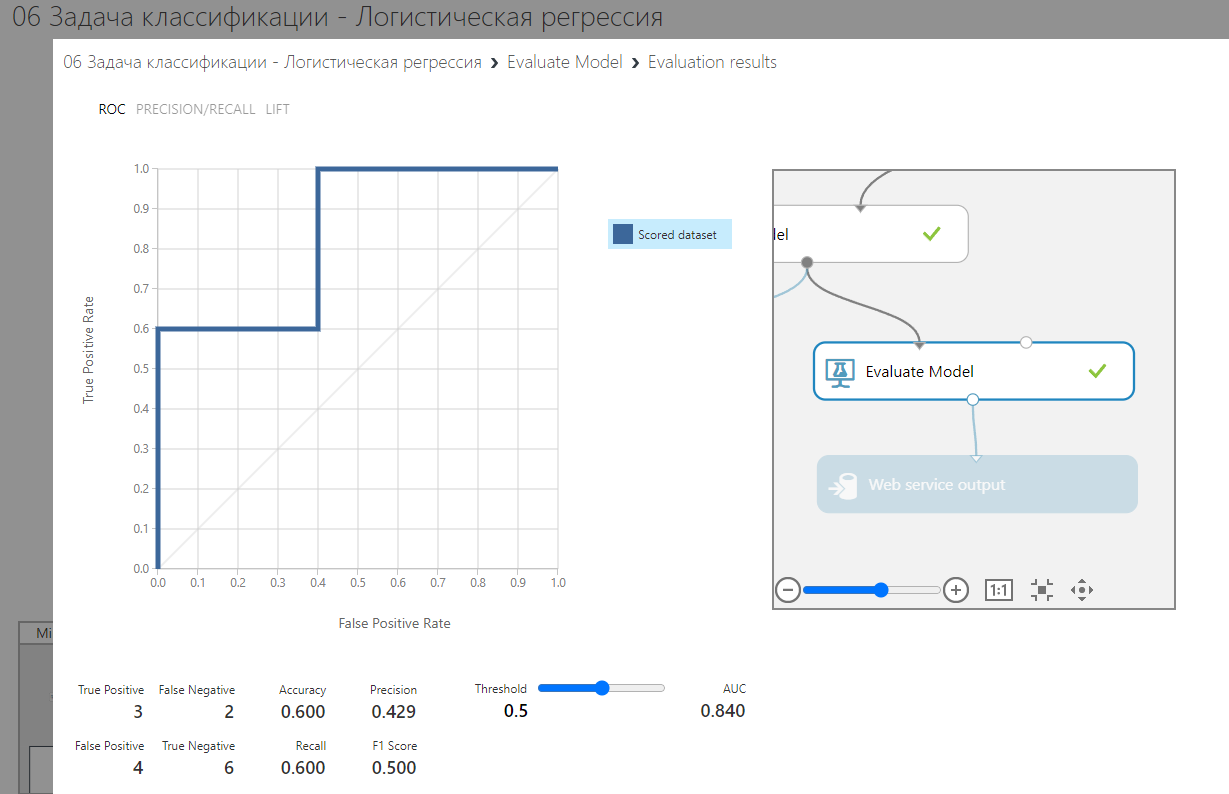 06 Задача классификации - Логистическая регрессия
06 Задача классификации - Логистическая регрессия › Evaluate Model › Evaluation results
ROC PRECISION/RECALL LIFT
1.0
0.9
0.8
0.7
0.6
0.5
0.4
0.3
0.2
0.1
0.0
True Positive Rate
0.0 0.1 0.2 0.3 0.4 0.5 0.6 0.7 0.8 0.9 1.0
False Positive Rate
Scored dataset
del
Evaluate Model
Web service output
1:1
Mi
True Positive False Negative Accuracy Precision Threshold AUC
3 2 0.600 0.429 0.5 0.840
False Positive True Negative Recall F1 Score
4 6 0.600 0.500